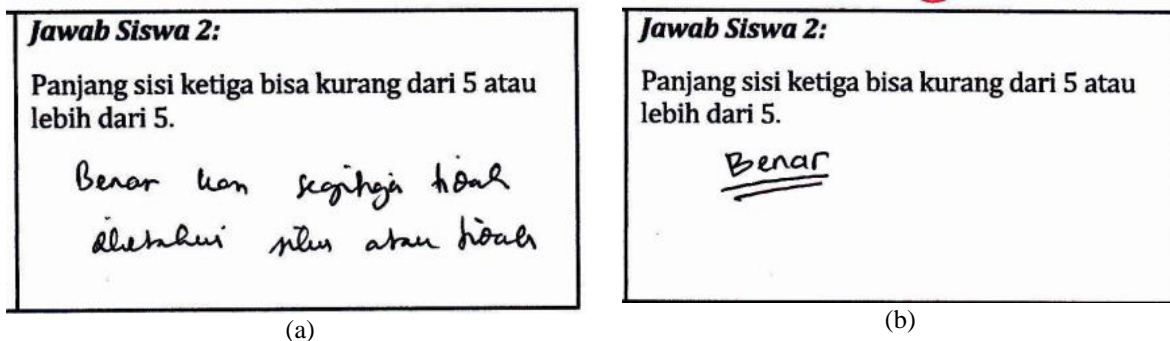 Jawab Siswa 2:
Panjang sisi ketiga bisa kurang dari 5 atau
lebih dari 5.
Benar kan segitiga tidak
diketahui siku atau tidak
(a)
Jawab Siswa 2:
Panjang sisi ketiga bisa kurang dari 5 atau
lebih dari 5.
Benar
(b)